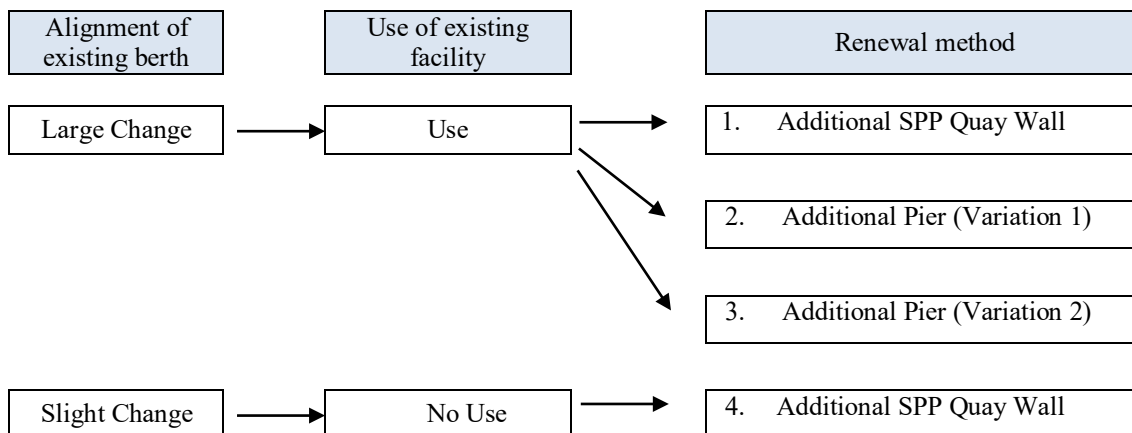 Alignment of
existing berth
Use of existing
facility
Renewal method
Large Change
Use
1. Additional SPP Quay Wall
2. Additional Pier (Variation 1)
3. Additional Pier (Variation 2)
Slight Change
No Use
4. Additional SPP Quay Wall